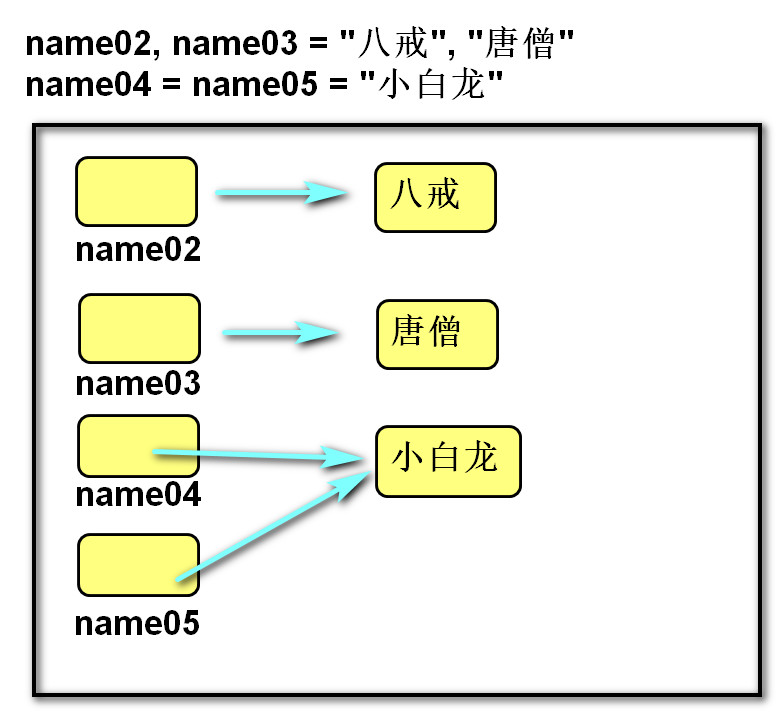 name02, name03 = "八戒", "唐僧"
name04 = name05 = "小白龙"
八戒
name02
唐僧
name03
小白龙
name04
name05